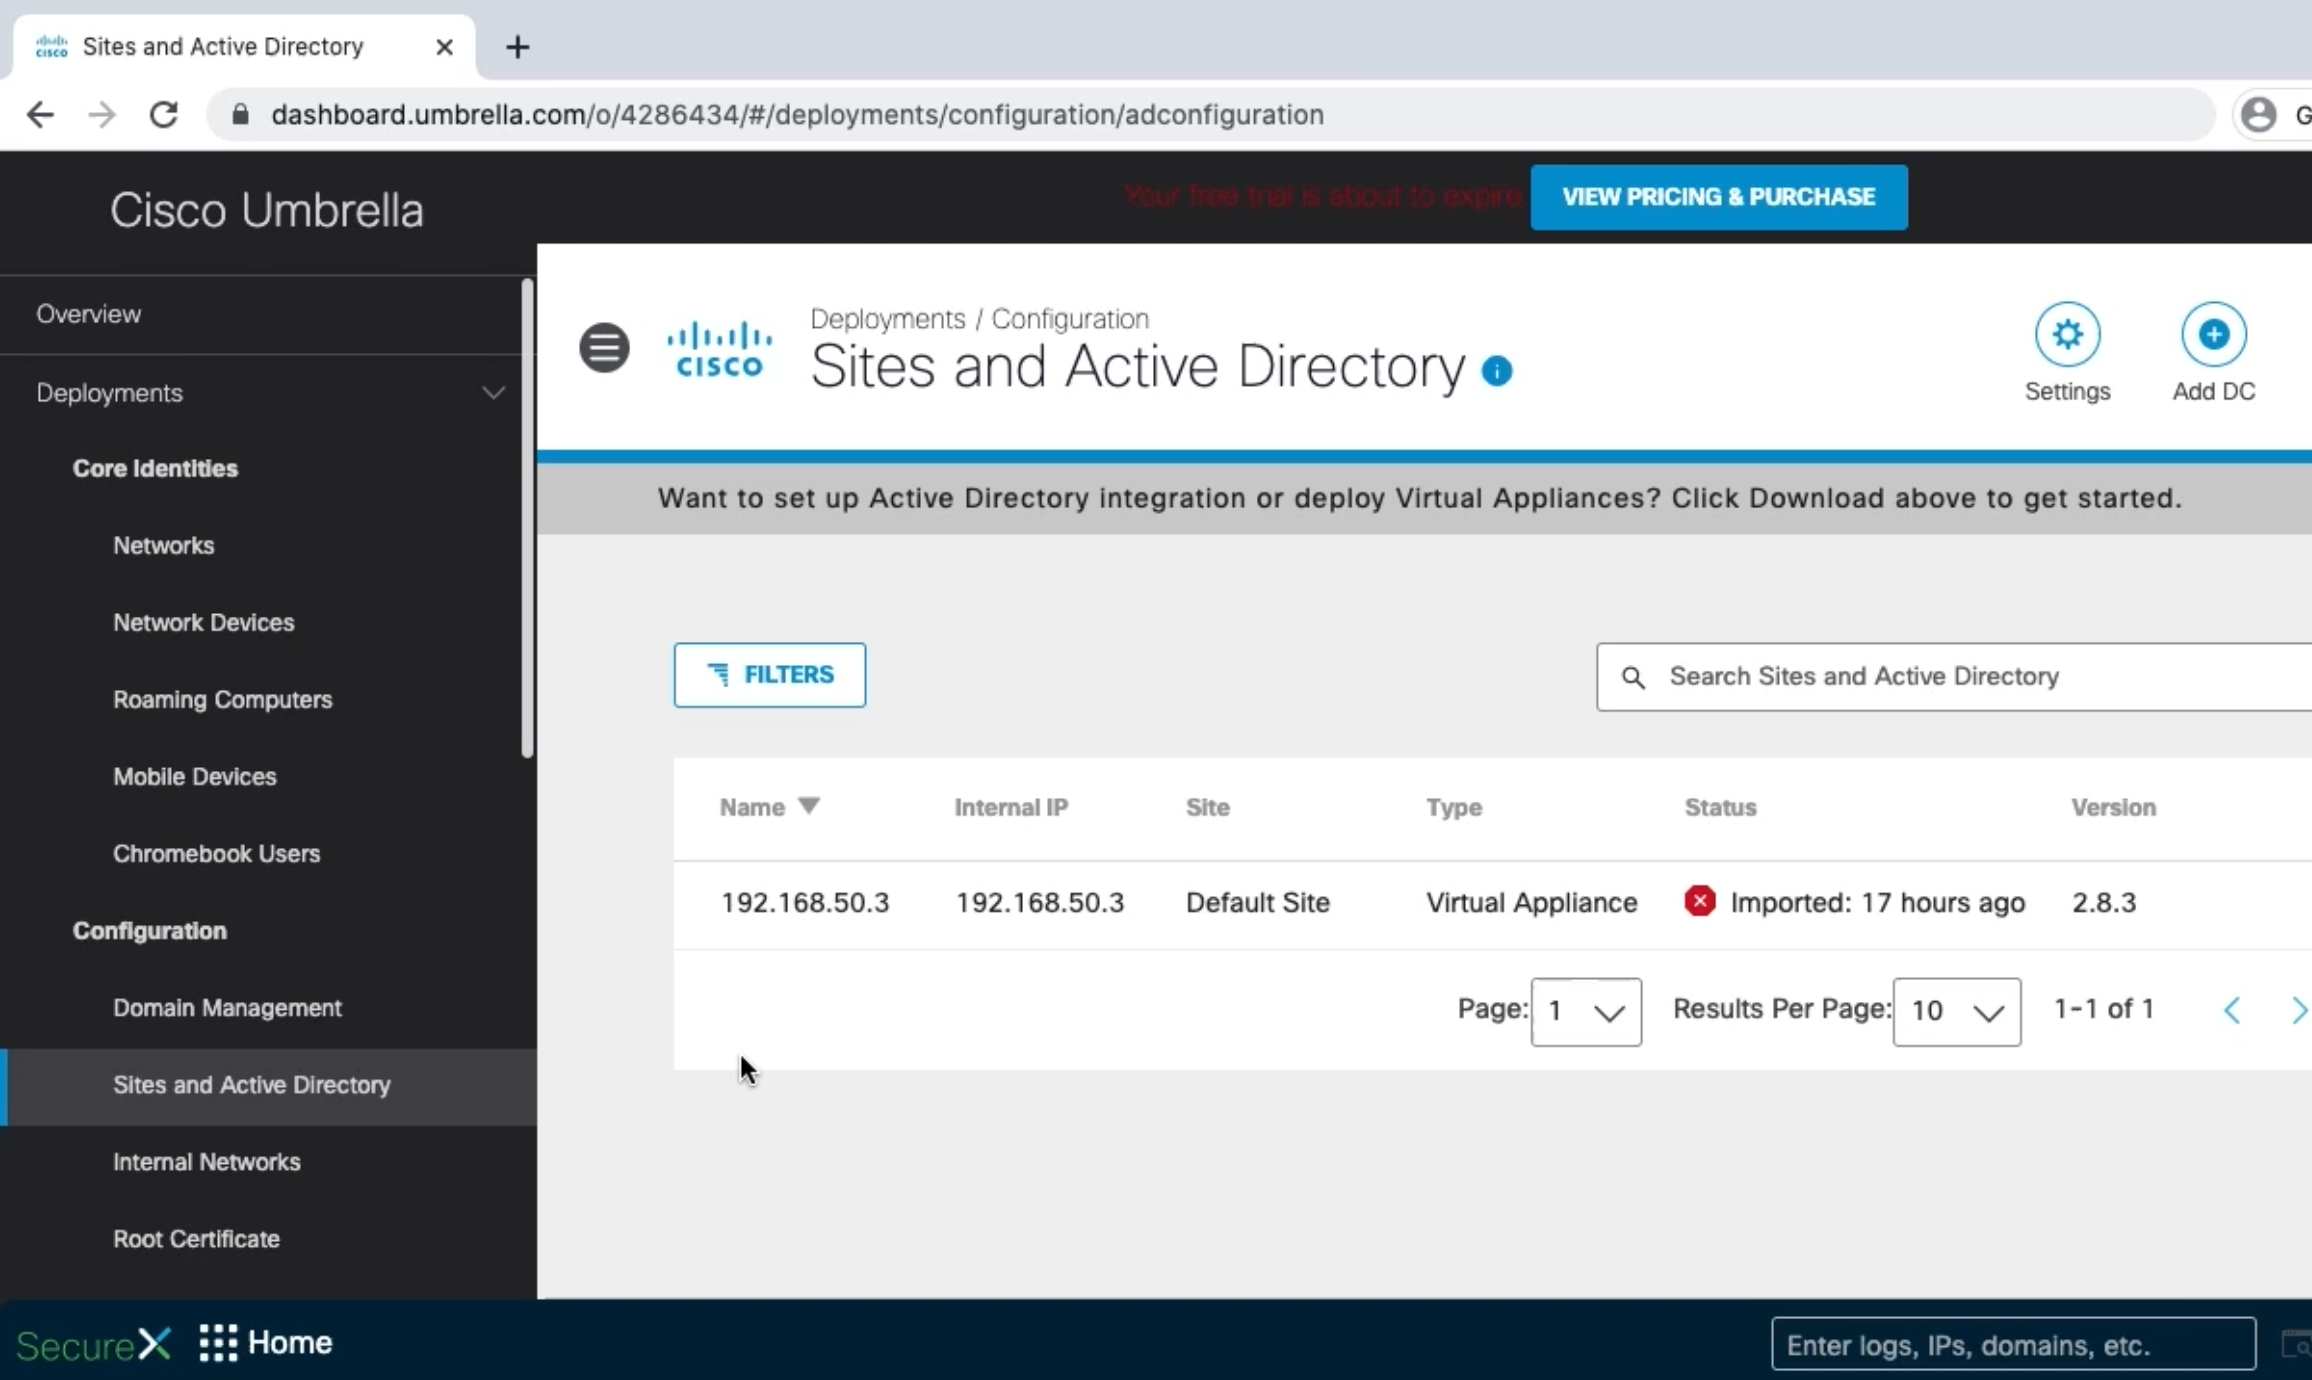 cisco Sites and Active Directory
dashboard.umbrella.com/o/4286434/#/deployments/configuration/adconfiguration
G
Cisco Umbrella
Your free trial is about to expire
VIEW PRICING & PURCHASE
Overview
Deployments
Core Identities
Networks
Network Devices
Roaming Computers
Mobile Devices
Chromebook Users
Configuration
Domain Management
Sites and Active Directory
Internal Networks
Root Certificate
CISCO
Deployments / Configuration
Sites and Active Directory
Settings
Add DC
Want to set up Active Directory integration or deploy Virtual Appliances? Click Download above to get started.
FILTERS
Search Sites and Active Directory
Name Internal IP Site Type Status Version
192.168.50.3 192.168.50.3 Default Site Virtual Appliance Imported: 17 hours ago 2.8.3
Page: 1 Results Per Page: 10 1-1 of 1
SecureX Home
Enter logs, IPs, domains, etc.